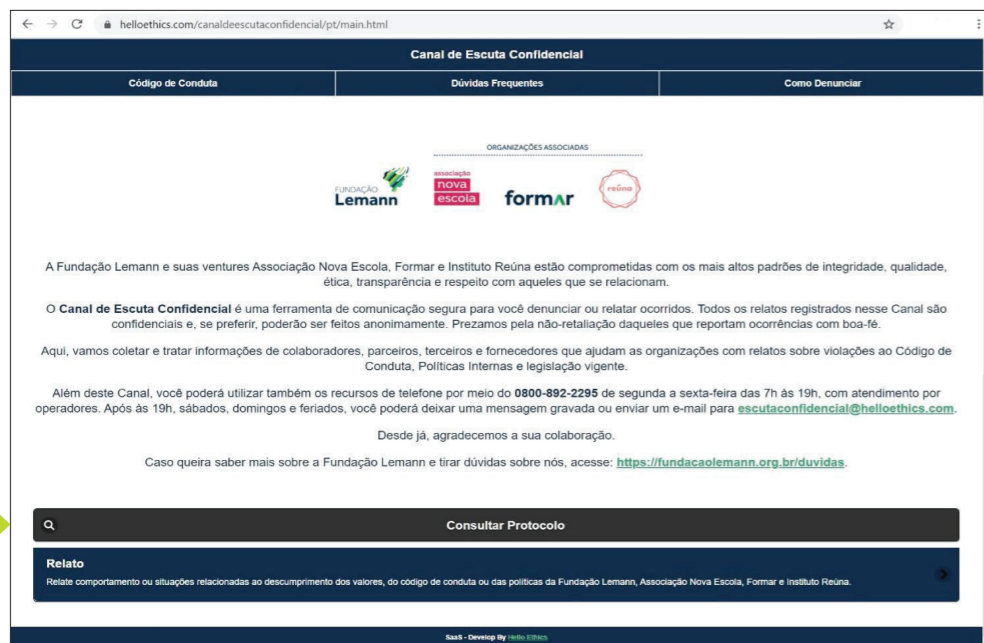 helloethics.com/canaldeescutaconfidencial/pt/main.html
Canal de Escuta Confidencial
Código de Conduta
Dúvidas Frequentes
Como Denunciar
ORGANIZAÇÕES ASSOCIADAS
FUNDAÇÃO
Lemann
associação
nova
escola
formar
reúna
A Fundação Lemann e suas ventures Associação Nova Escola, Formar e Instituto Reúna estão comprometidas com os mais altos padrões de integridade, qualidade,
ética, transparência e respeito com aqueles que se relacionam.
O Canal de Escuta Confidencial é uma ferramenta de comunicação segura para você denunciar ou relatar ocorridos. Todos os relatos registrados nesse Canal são
confidenciais e, se preferir, poderão ser feitos anonimamente. Prezamos pela não-retaliação daqueles que reportam ocorrências com boa-fé.
Aqui, vamos coletar e tratar informações de colaboradores, parceiros, terceiros e fornecedores que ajudam as organizações com relatos sobre violações ao Código de
Conduta, Políticas Internas e legislação vigente.
Além deste Canal, você poderá utilizar também os recursos de telefone por meio do 0800-892-2295 de segunda a sexta-feira das 7h às 19h, com atendimento por
operadores. Após às 19h, sábados, domingos e feriados, você poderá deixar uma mensagem gravada ou enviar um e-mail para escutaconfidencial@helloethics.com.
Desde já, agradecemos a sua colaboração.
Caso queira saber mais sobre a Fundação Lemann e tirar dúvidas sobre nós, acesse: https://fundacaolemann.org.br/duvidas.
Consultar Protocolo
Relato
Relate comportamento ou situações relacionadas ao descumprimento dos valores, do código de conduta ou das políticas da Fundação Lemann, Associação Nova Escola, Formar e Instituto Reúna.
SaaS - Develop By Hello Ethics